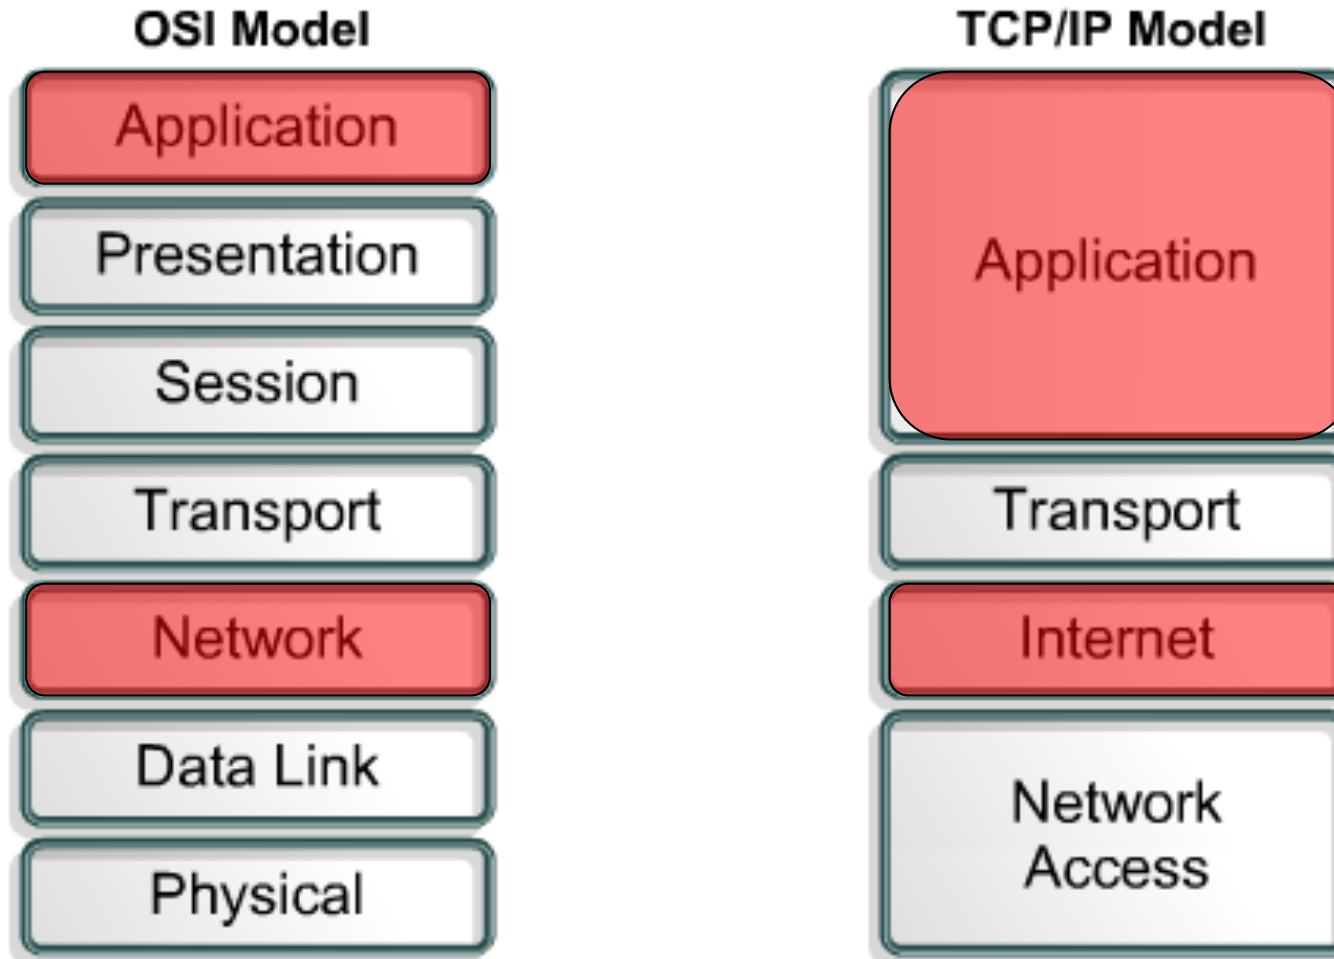 OSI Model
Application
Presentation
Session
Transport
Network
Data Link
Physical
TCP/IP Model
Application
Transport
Internet
Network
Access